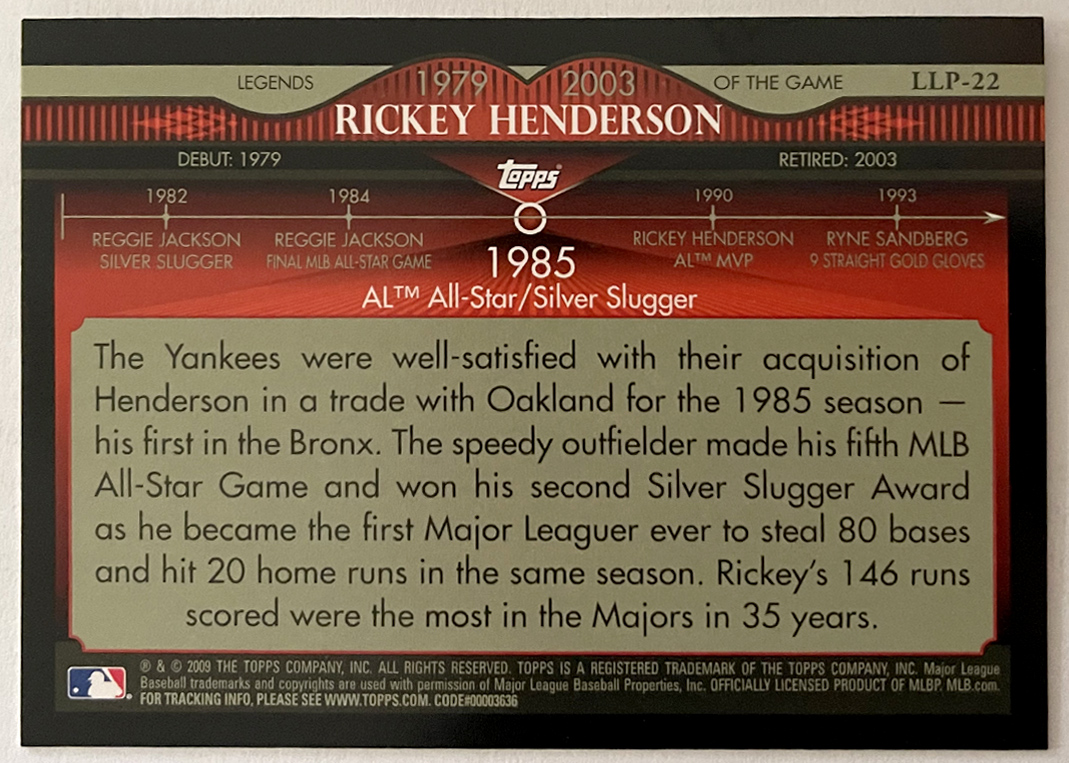 LEGENDS 1979 2003 OF THE GAME LLP-22
RICKEY HENDERSON
DEBUT: 1979 RETIRED: 2003
Topps
1982 1984 1990 1993
REGGIE JACKSON REGGIE JACKSON RICKEY HENDERSON RYNE SANDBERG
SILVER SLUGGER FINAL MLB ALL-STAR GAME AL™ MVP 9 STRAIGHT GOLD GLOVES
1985
AL™ All-Star/Silver Slugger
The Yankees were well-satisfied with their acquisition of
Henderson in a trade with Oakland for the 1985 season —
his first in the Bronx. The speedy outfielder made his fifth MLB
All-Star Game and won his second Silver Slugger Award
as he became the first Major Leaguer ever to steal 80 bases
and hit 20 home runs in the same season. Rickey's 146 runs
scored were the most in the Majors in 35 years.
® & © 2009 THE TOPPS COMPANY, INC. ALL RIGHTS RESERVED. TOPPS IS A REGISTERED TRADEMARK OF THE TOPPS COMPANY, INC. Major League
Baseball trademarks and copyrights are used with permission of Major League Baseball Properties, Inc. OFFICIALLY LICENSED PRODUCT OF MLBP. MLB.com.
FOR TRACKING INFO, PLEASE SEE WWW.TOPPS.COM. CODE#00003636